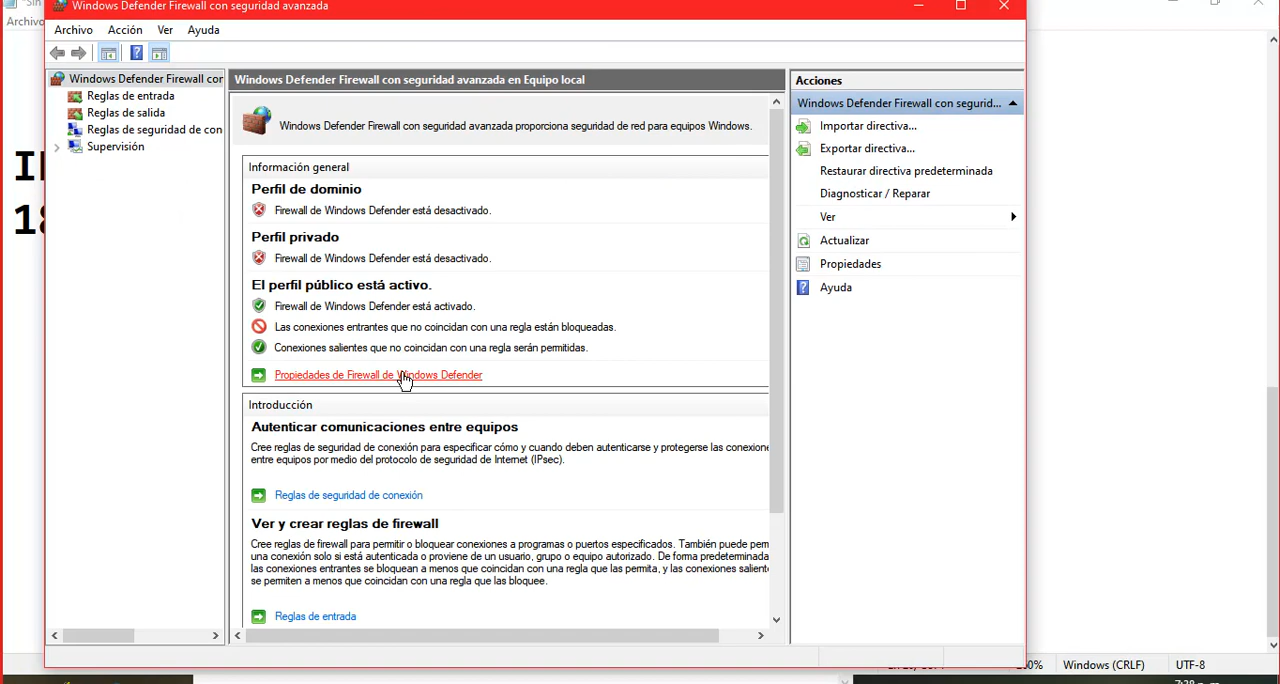 Windows Defender Firewall con seguridad avanzada
Archivo
Archivo Acción Ver Ayuda
Windows Defender Firewall cor
Reglas de entrada
Reglas de salida
Reglas de seguridad de con
Supervisión
18
Windows Defender Firewall con seguridad avanzada en Equipo local
Windows Defender Firewall con seguridad avanzada proporciona seguridad de red para equipos Windows.
Información general
Perfil de dominio
Firewall de Windows Defender está desactivado.
Perfil privado
Firewall de Windows Defender está desactivado.
El perfil público está activo.
Firewall de Windows Defender está activado.
Las conexiones entrantes que no coincidan con una regla están bloqueadas.
Conexiones salientes que no coincidan con una regla serán permitidas.
Propiedades de Firewall de Windows Defender
Introducción
Autenticar comunicaciones entre equipos
Cree reglas de seguridad de conexión para especificar cómo y cuando deben autenticarse y protegerse las conexione
entre equipos por medio del protocolo de seguridad de Internet (IPsec).
Reglas de seguridad de conexión
Ver y crear reglas de firewall
Cree reglas de firewall para permitir o bloquear conexiones a programas o puertos especificados. También puede perm
una conexión solo si está autenticada o proviene de un usuario, grupo o equipo autorizado. De forma predeterminada
las conexiones entrantes se bloquean a menos que coincidan con una regla que las permita, y las conexiones saliente
se permiten a menos que coincidan con una regla que las bloquee.
Reglas de entrada
Acciones
Windows Defender Firewall con segurid...
Importar directiva...
Exportar directiva...
Restaurar directiva predeterminada
Diagnosticar / Reparar
Ver
Actualizar
Propiedades
Ayuda
Windows (CRLF) UTF-8